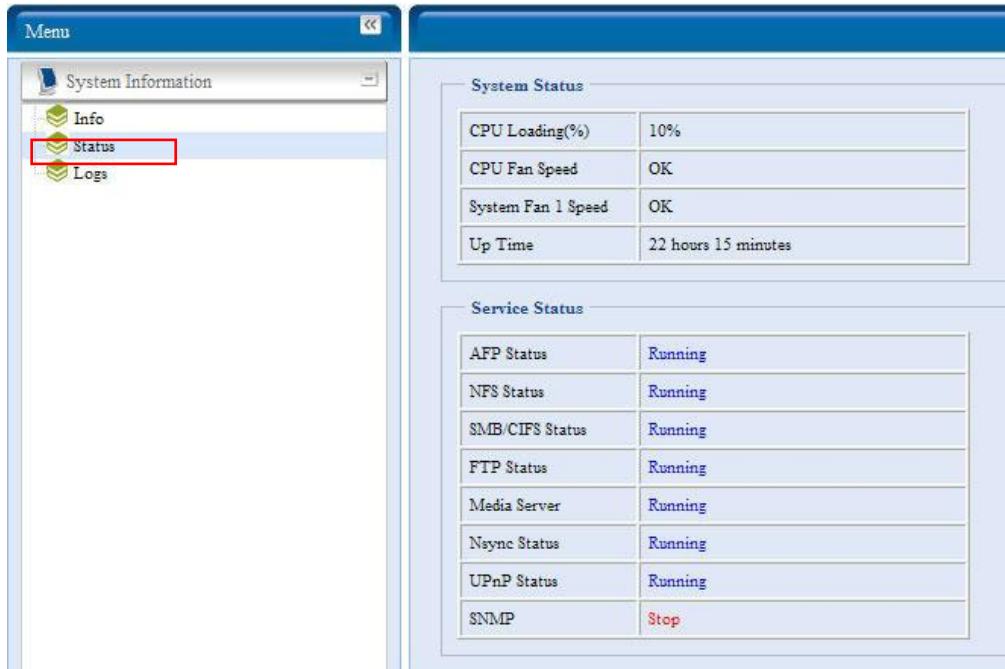 Menu
System Information
Info
Status
Logs
System Status
CPU Loading(%) 10%
CPU Fan Speed OK
System Fan 1 Speed OK
Up Time 22 hours 15 minutes
Service Status
AFP Status Running
NFS Status Running
SMB/CIFS Status Running
FTP Status Running
Media Server Running
Nsync Status Running
UPnP Status Running
SNMP Stop